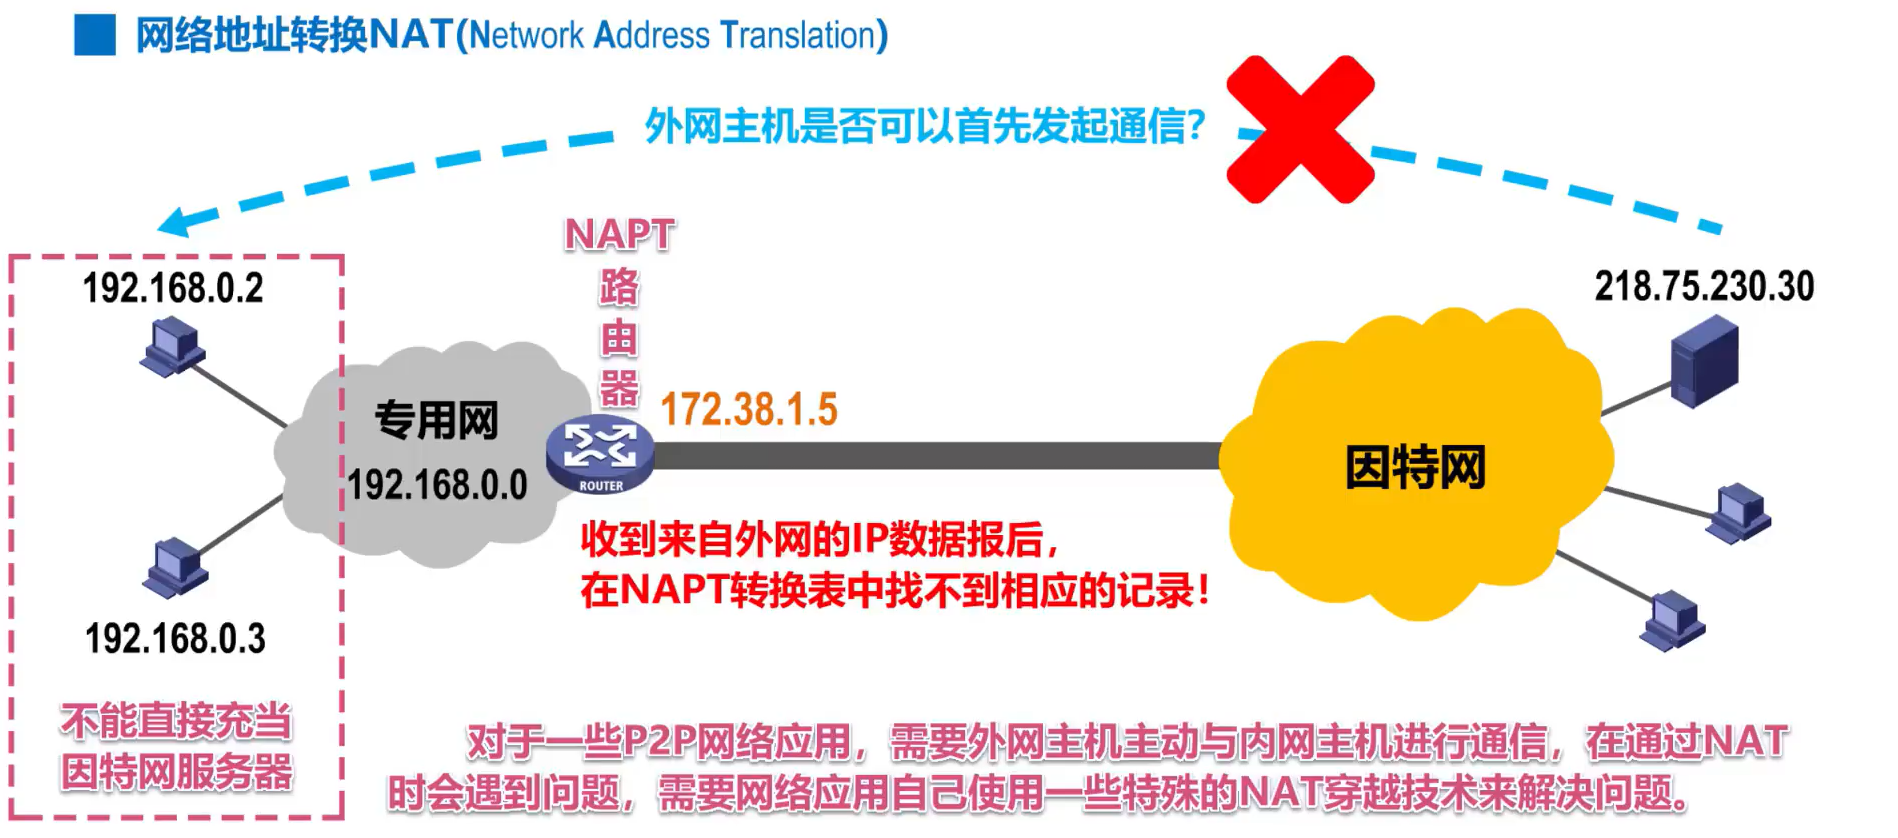 网络地址转换NAT(Network Address Translation)
外网主机是否可以首先发起通信？
NAPT
路
由
器
192.168.0.2
218.75.230.30
172.38.1.5
专用网
192.168.0.0
ROUTER
因特网
收到来自外网的IP数据报后，
在NAPT转换表中找不到相应的记录！
192.168.0.3
不能直接充当
因特网服务器
对于一些P2P网络应用，需要外网主机主动与内网主机进行通信，在通过NAT
时会遇到问题，需要网络应用自己使用一些特殊的NAT穿越技术来解决问题。